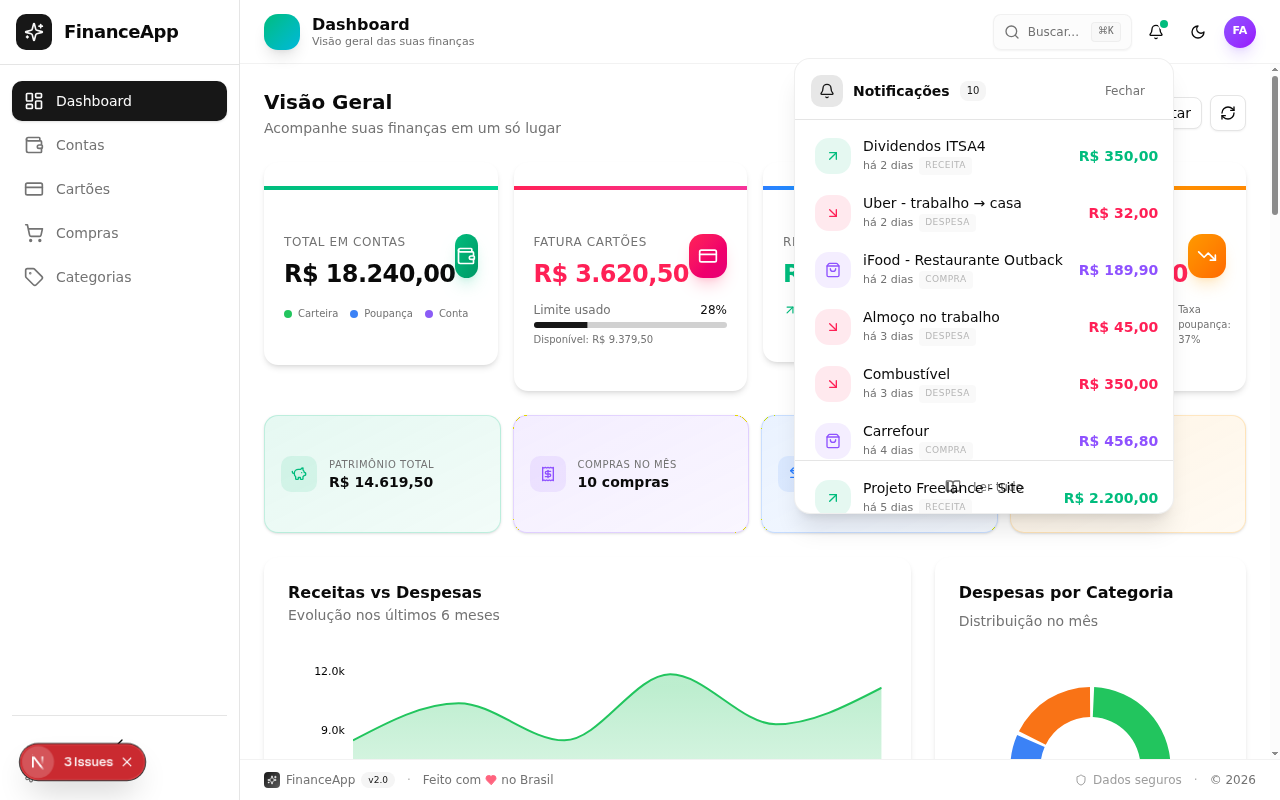 FinanceApp
Dashboard
Contas
Cartões
Compras
Categorias
3 Issues
Dashboard
Visão geral das suas finanças
Buscar...
⌘K
FA
Visão Geral
Acompanhe suas finanças em um só lugar
TOTAL EM CONTAS
R$ 18.240,00
Carteira
Poupança
Conta
FATURA CARTÕES
R$ 3.620,50
Limite usado
28%
Disponível: R$ 9.379,50
Taxa
poupança:
37%
PATRIMÔNIO TOTAL
R$ 14.619,50
COMPRAS NO MÊS
10 compras
Notificações
10
Fechar
Dividendos ITSA4
há 2 dias
RECEITA
R$ 350,00
Uber - trabalho → casa
há 2 dias
DESPESA
R$ 32,00
iFood - Restaurante Outback
há 2 dias
COMPRA
R$ 189,90
Almoço no trabalho
há 3 dias
DESPESA
R$ 45,00
Combustível
há 3 dias
DESPESA
R$ 350,00
Carrefour
há 4 dias
COMPRA
R$ 456,80
Projeto Freelance - Site
há 5 dias
RECEITA
R$ 2.200,00
Receitas vs Despesas
Evolução nos últimos 6 meses
12.0k
9.0k
Despesas por Categoria
Distribuição no mês
FinanceApp
v2.0
·
Feito com ❤ no Brasil
Dados seguros
·
© 2026